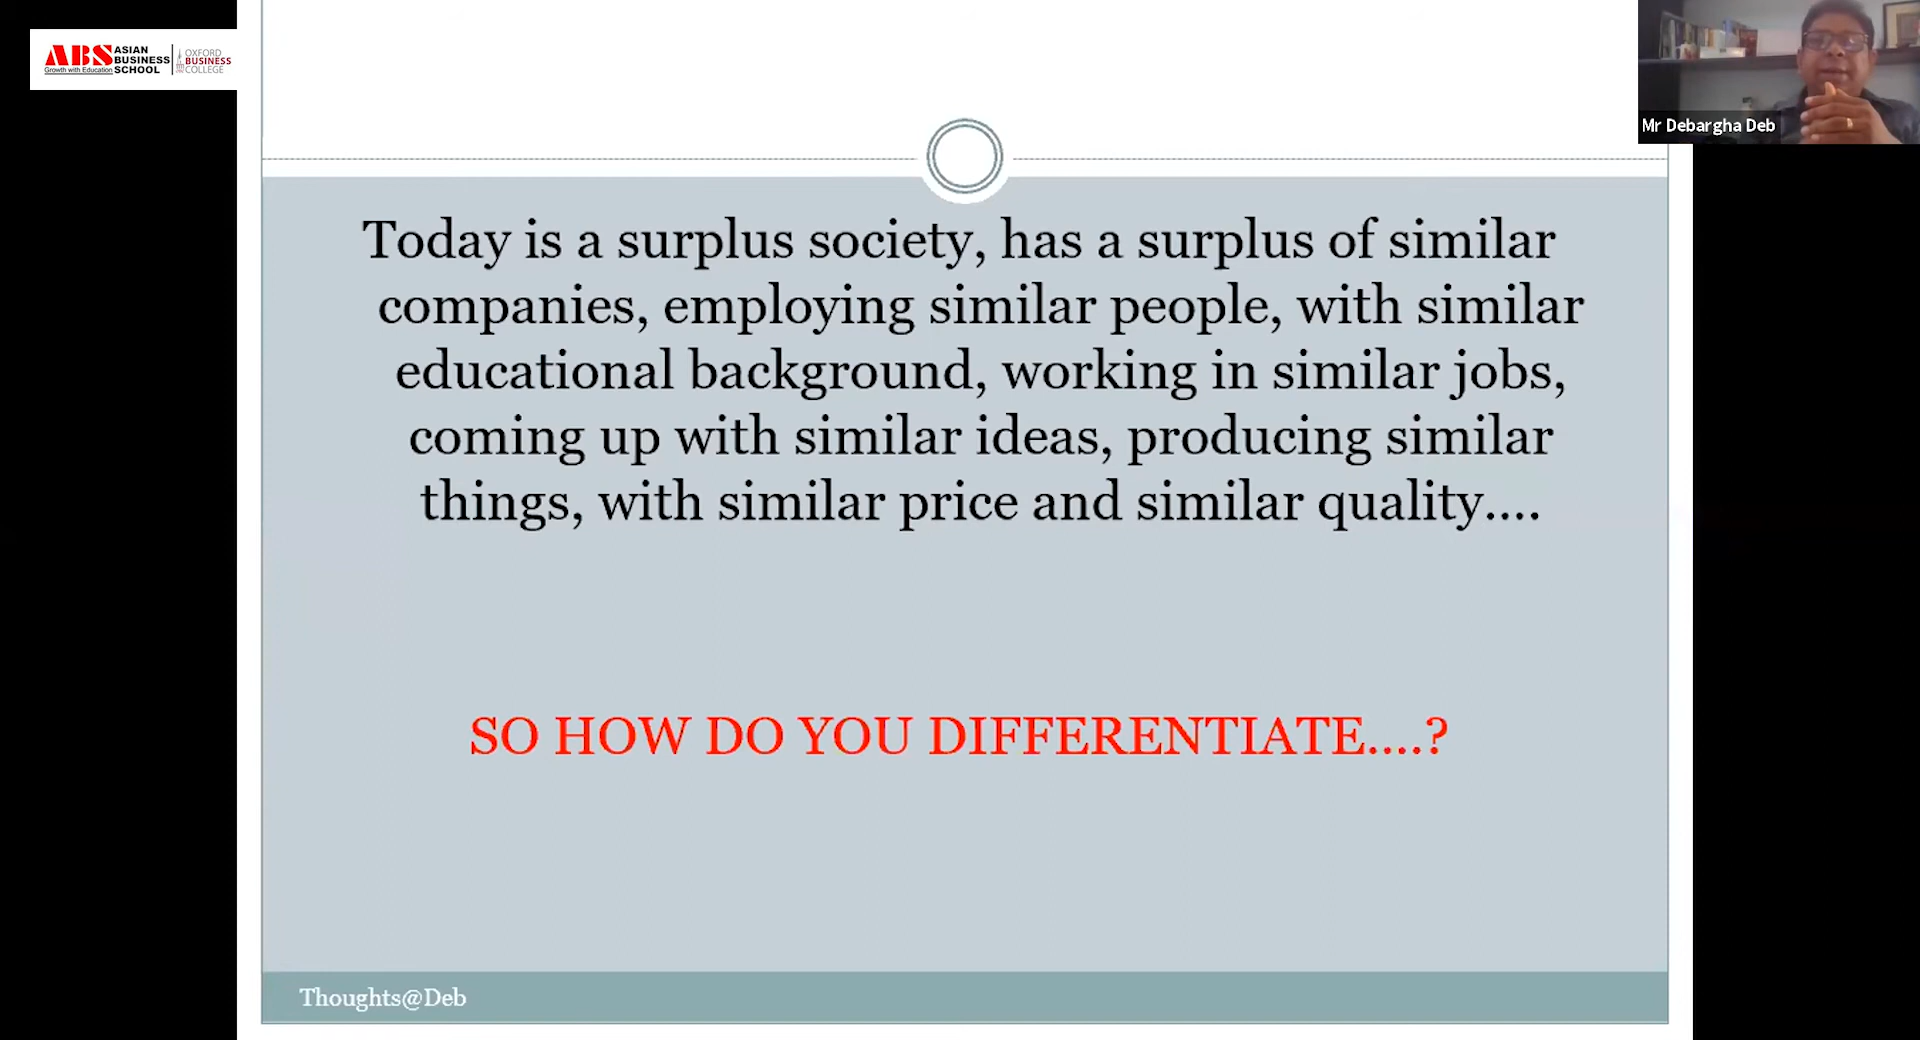 ABS ASIAN
BUSINESS
SCHOOL
Growth with Education
OXFORD
BUSINESS
COLLEGE
Mr Debargha Deb
Today is a surplus society, has a surplus of similar
companies, employing similar people, with similar
educational background, working in similar jobs,
coming up with similar ideas, producing similar
things, with similar price and similar quality....
SO HOW DO YOU DIFFERENTIATE....?
Thoughts@Deb